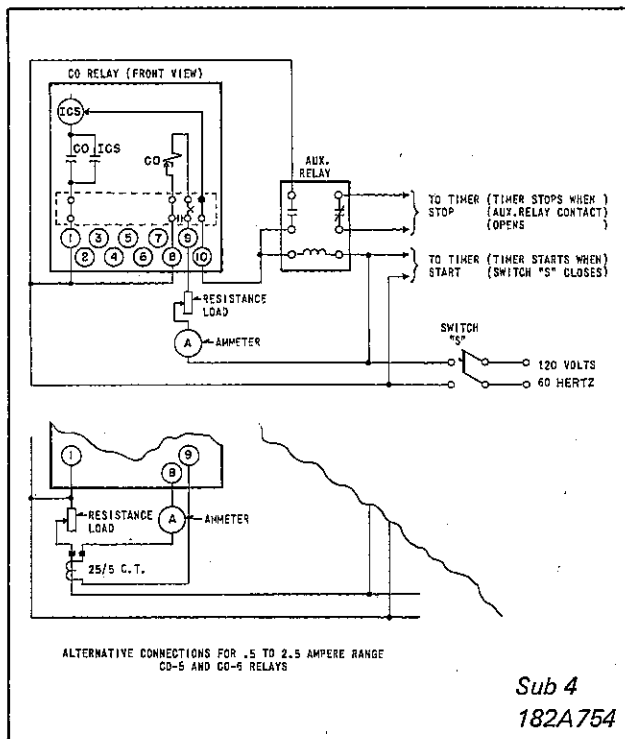 CO RELAY (FRONT VIEW)
ICS
CO ICS
CO
AUX.
RELAY
1 3 5 7 9
2 4 6 8 10
TO TIMER (TIMER STOPS WHEN )
STOP (AUX.RELAY CONTACT)
(OPENS )
TO TIMER (TIMER STARTS WHEN)
START (SWITCH "S" CLOSES)
RESISTANCE
LOAD
A AMMETER
SWITCH
"S"
120 VOLTS
60 HERTZ
1 9
8
RESISTANCE
LOAD
A AMMETER
25/5 C.T.
ALTERNATIVE CONNECTIONS FOR .5 TO 2.5 AMPERE RANGE
CO-5 AND CO-6 RELAYS
Sub 4
182A754